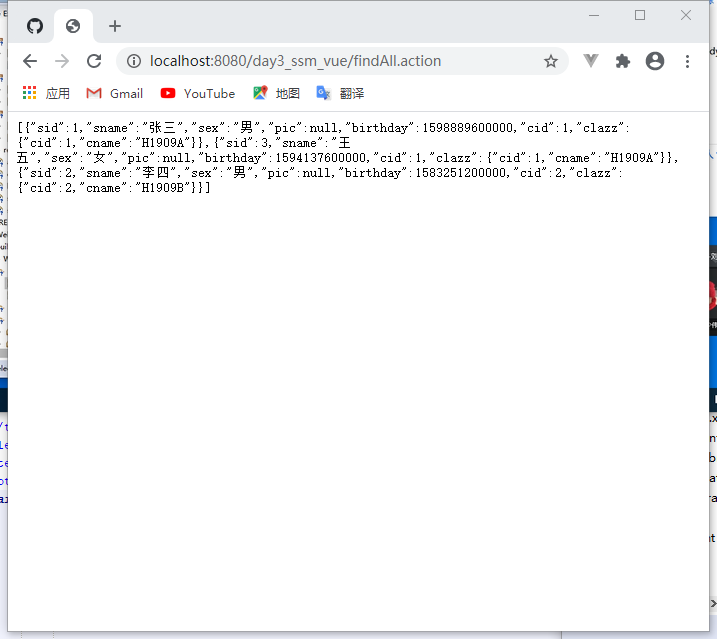 localhost:8080/day3_ssm_vue/findAll.action
应用 Gmail YouTube 地图 翻译
[{"sid":1,"sname":"张三","sex":"男","pic":null,"birthday":1598889600000,"cid":1,"clazz":
{"cid":1,"cname":"H1909A"}},{"sid":3,"sname":"王
五","sex":"女","pic":null,"birthday":1594137600000,"cid":1,"clazz":{"cid":1,"cname":"H1909A"}},
{"sid":2,"sname":"李四","sex":"男","pic":null,"birthday":1583251200000,"cid":2,"clazz":
{"cid":2,"cname":"H1909B"}}]